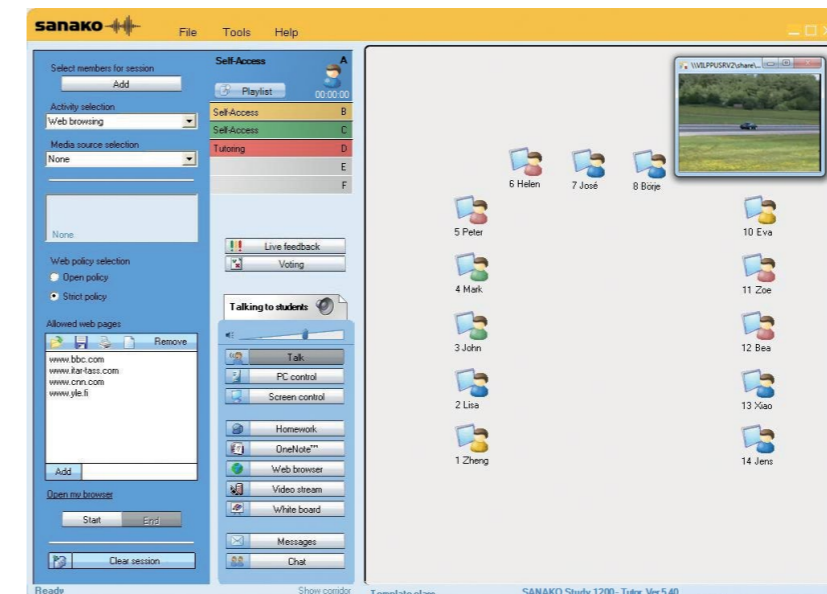 sanako
File Tools Help
Select members for session
Add
Activity selection
Web browsing
Media source selection
None
None
Web policy selection
Open policy
Strict policy
Allowed web pages
Remove
www.bbc.com
www.itar-tass.com
www.cnn.com
www.yle.fi
Add
Open my browser
Start End
Clear session
Ready
Self-Access A
Playlist 00:00:00
Self-Access B
Self-Access C
Tutoring D
E
F
Live feedback
Voting
Talking to students
Talk
PC control
Screen control
Homework
OneNote™
Web browser
Video stream
White board
Messages
Chat
Show corridor
\\VILPPUSRV2\share\...
6 Helen 7 José 8 Börje
5 Peter 10 Eva
4 Mark 11 Zoe
3 John 12 Bea
2 Lisa 13 Xiao
1 Zheng 14 Jens
Template class SANAKO Study 1200 - Tutor, Ver 5.40